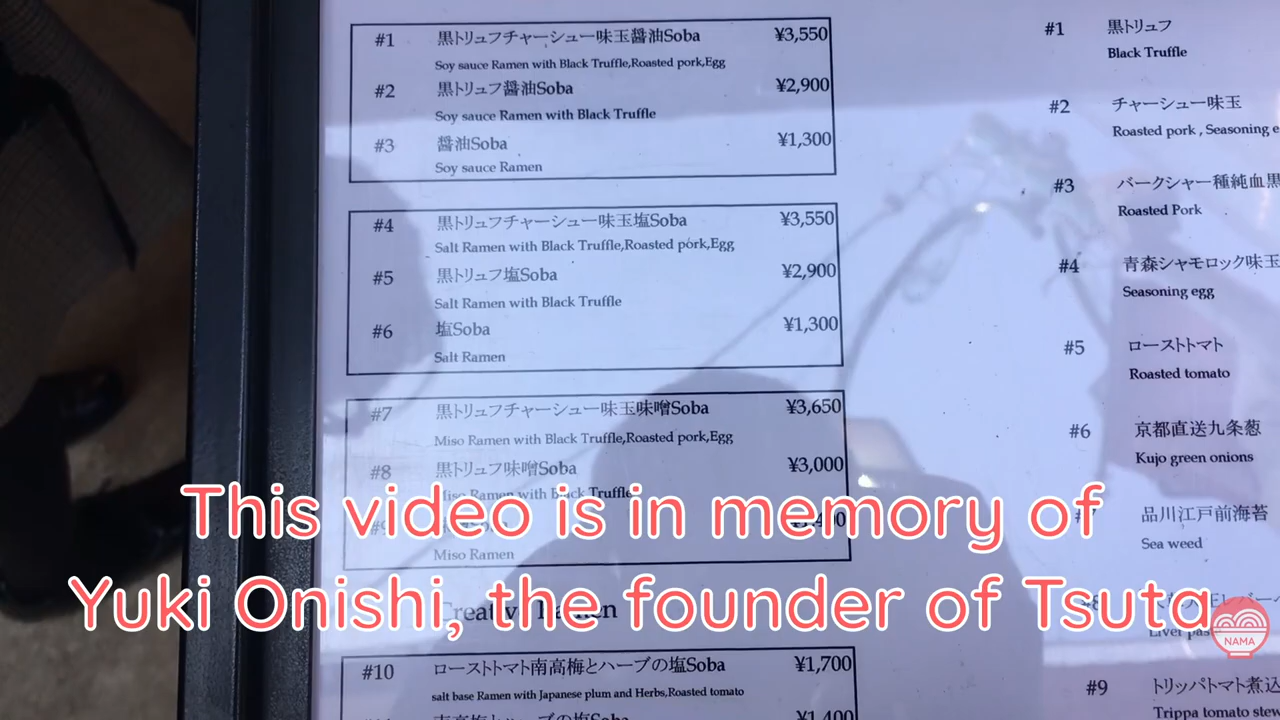 #1 黒トリュフチャーシュー味玉醤油Soba ¥3,550
Soy sauce Ramen with Black Truffle,Roasted pork,Egg
#2 黒トリュフ醤油Soba ¥2,900
Soy sauce Ramen with Black Truffle
#3 醤油Soba ¥1,300
Soy sauce Ramen
#4 黒トリュフチャーシュー味玉塩Soba ¥3,550
Salt Ramen with Black Truffle,Roasted pork,Egg
#5 黒トリュフ塩Soba ¥2,900
Salt Ramen with Black Truffle
#6 塩Soba ¥1,300
Salt Ramen
#7 黒トリュフチャーシュー味玉味噌Soba ¥3,650
Miso Ramen with Black Truffle,Roasted pork,Egg
#8 黒トリュフ味噌Soba ¥3,000
Miso Ramen with Black Truffle
Miso Ramen
#10 ローストトマト南高梅とハーブの塩Soba ¥1,700
salt base Ramen with Japanese plum and Herbs,Roasted tomato
#1 黒トリュフ
Black Truffle
#2 チャーシュー味玉
Roasted pork , Seasoning e
#3 バークシャー種純血黒
Roasted Pork
#4 青森シャモロック味玉
Seasoning egg
#5 ローストトマト
Roasted tomato
#6 京都直送九条葱
Kujo green onions
品川江戸前海苔
Sea weed
#9 トリッパトマト煮込
Trippa tomato stew
This video is in memory of
Yuki Onishi, the founder of Tsuta
NAMA